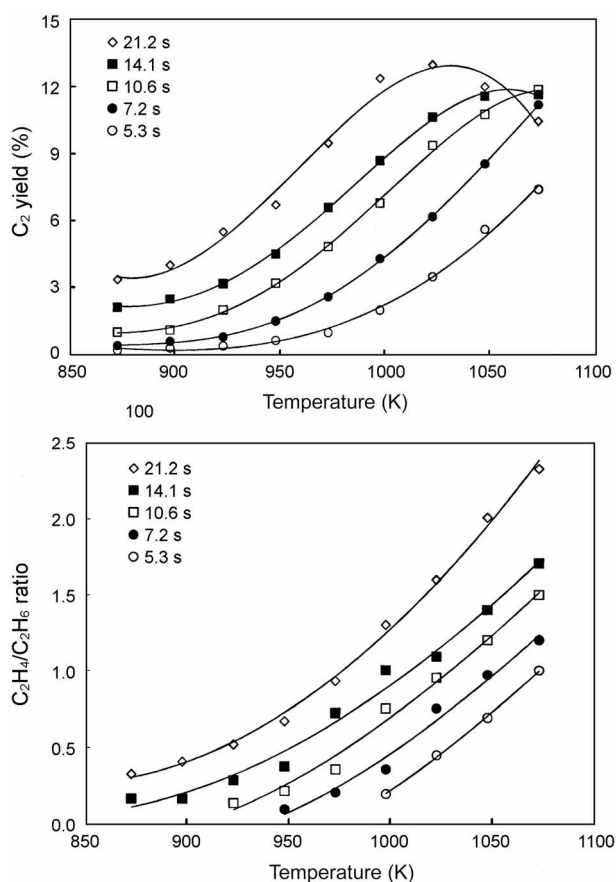 15
12
9
6
3
0
C₂ yield (%)
21.2 s
14.1 s
10.6 s
7.2 s
5.3 s
850 900 950 1000 1050 1100
Temperature (K)
100
2.5
2.0
1.5
1.0
0.5
0.0
C₂H₄/C₂H₆ ratio
21.2 s
14.1 s
10.6 s
7.2 s
5.3 s
850 900 950 1000 1050 1100
Temperature (K)